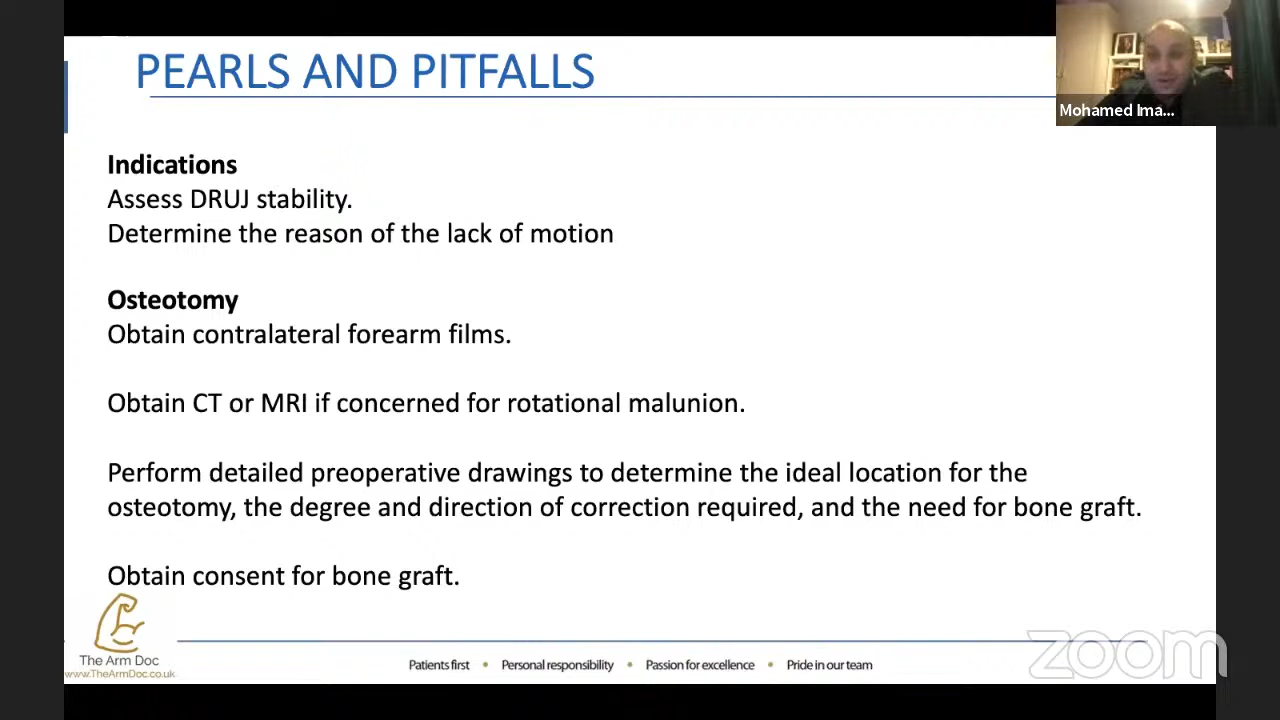 PEARLS AND PITFALLS
Mohamed Ima...
Indications
Assess DRUJ stability.
Determine the reason of the lack of motion
Osteotomy
Obtain contralateral forearm films.
Obtain CT or MRI if concerned for rotational malunion.
Perform detailed preoperative drawings to determine the ideal location for the
osteotomy, the degree and direction of correction required, and the need for bone graft.
Obtain consent for bone graft.
The Arm Doc
www.TheArmDoc.co.uk
Patients first • Personal responsibility • Passion for excellence • Pride in our team
zoom